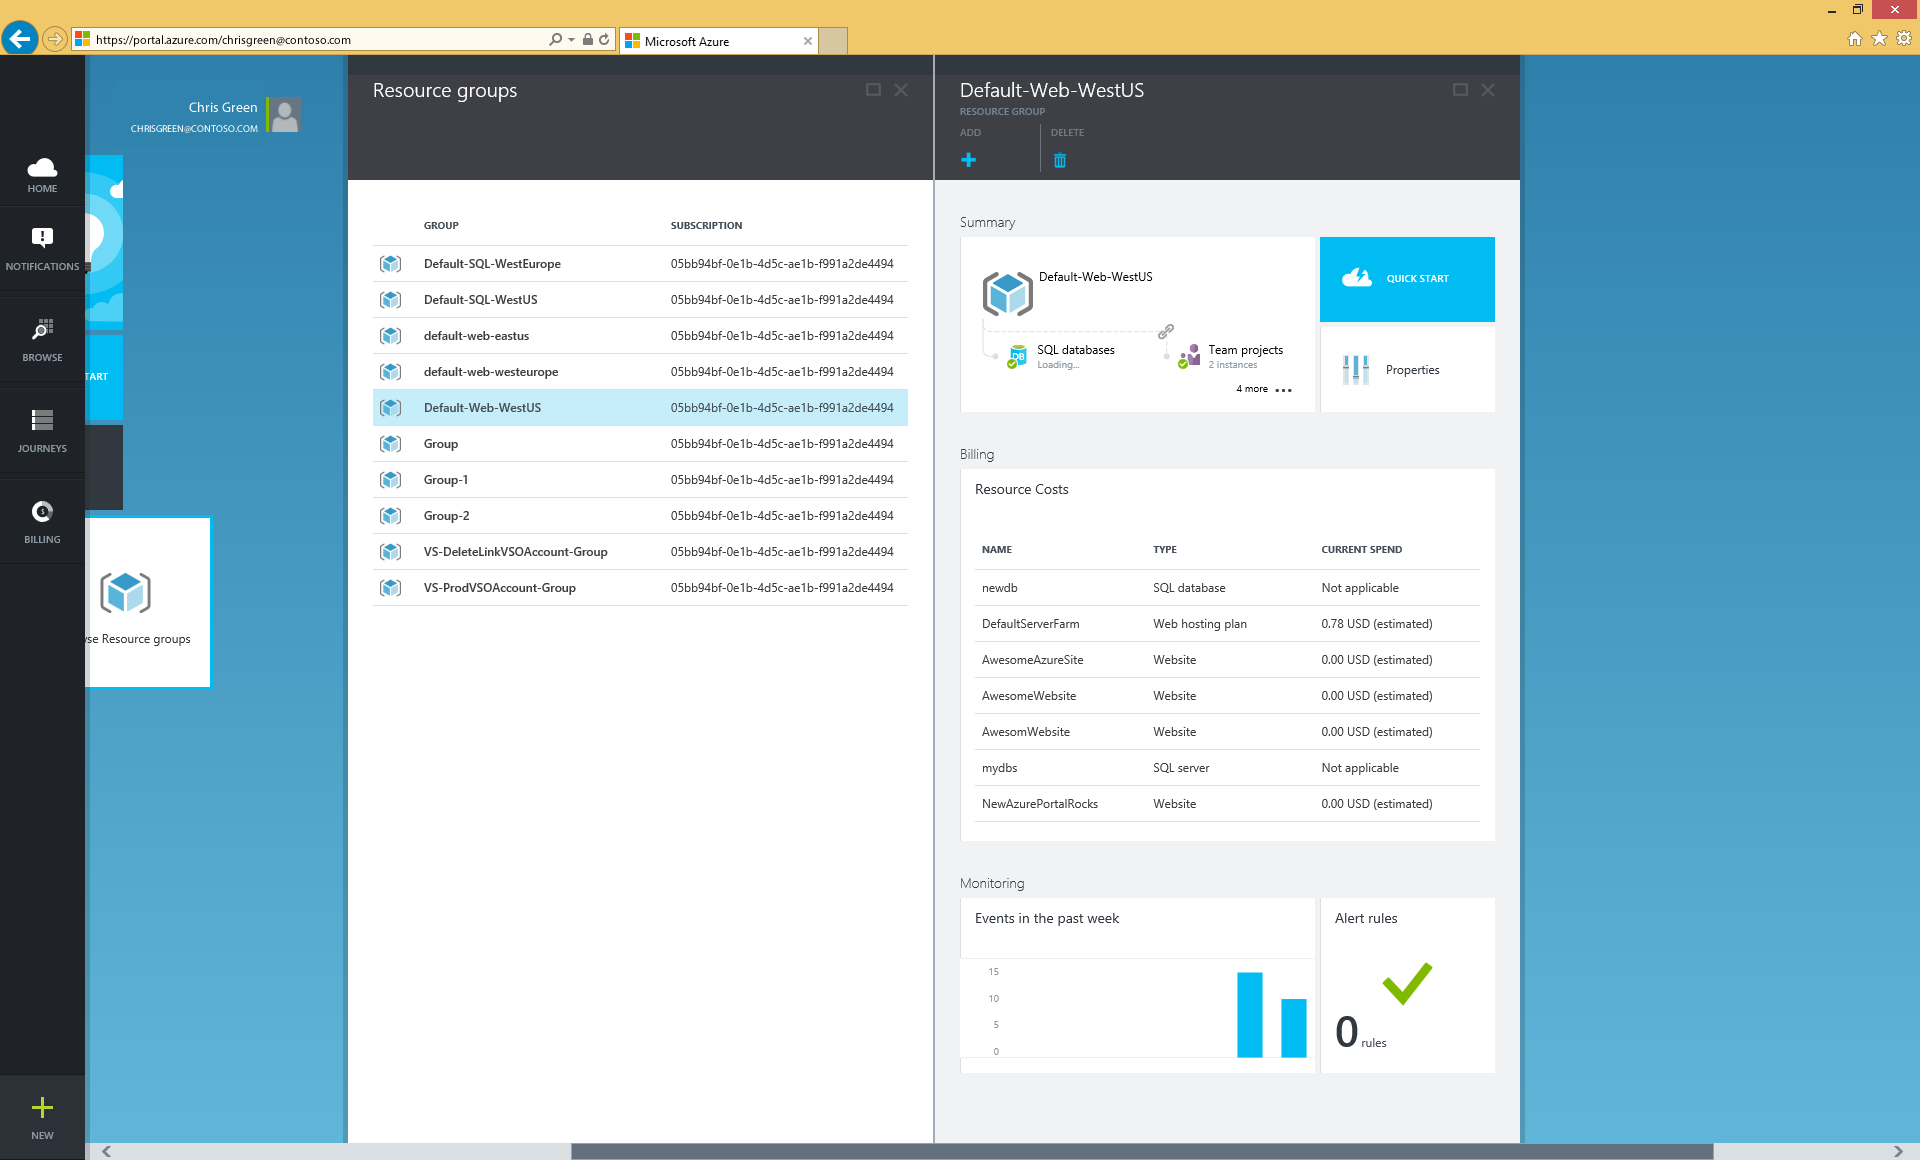 https://portal.azure.com/chrisgreen@contoso.com
Microsoft Azure
Chris Green
CHRISGREEN@CONTOSO.COM
HOME
NOTIFICATIONS
BROWSE
JOURNEYS
BILLING
NEW
TART
Resource groups
Resource groups
GROUP SUBSCRIPTION
Default-SQL-WestEurope 05bb94bf-0e1b-4d5c-ae1b-f991a2de4494
Default-SQL-WestUS 05bb94bf-0e1b-4d5c-ae1b-f991a2de4494
default-web-eastus 05bb94bf-0e1b-4d5c-ae1b-f991a2de4494
default-web-westeurope 05bb94bf-0e1b-4d5c-ae1b-f991a2de4494
Default-Web-WestUS 05bb94bf-0e1b-4d5c-ae1b-f991a2de4494
Group 05bb94bf-0e1b-4d5c-ae1b-f991a2de4494
Group-1 05bb94bf-0e1b-4d5c-ae1b-f991a2de4494
Group-2 05bb94bf-0e1b-4d5c-ae1b-f991a2de4494
VS-DeleteLinkVSOAccount-Group 05bb94bf-0e1b-4d5c-ae1b-f991a2de4494
VS-ProdVSOAccount-Group 05bb94bf-0e1b-4d5c-ae1b-f991a2de4494
Default-Web-WestUS
RESOURCE GROUP
ADD DELETE
Summary
Default-Web-WestUS
DB
SQL databases
Loading...
Team projects
2 instances
4 more
QUICK START
Properties
Billing
Resource Costs
NAME TYPE CURRENT SPEND
newdb SQL database Not applicable
DefaultServerFarm Web hosting plan 0.78 USD (estimated)
AwesomeAzureSite Website 0.00 USD (estimated)
AwesomeWebsite Website 0.00 USD (estimated)
AwesomWebsite Website 0.00 USD (estimated)
mydbs SQL server Not applicable
NewAzurePortalRocks Website 0.00 USD (estimated)
Monitoring
Events in the past week
15
10
5
0
Alert rules
0 rules